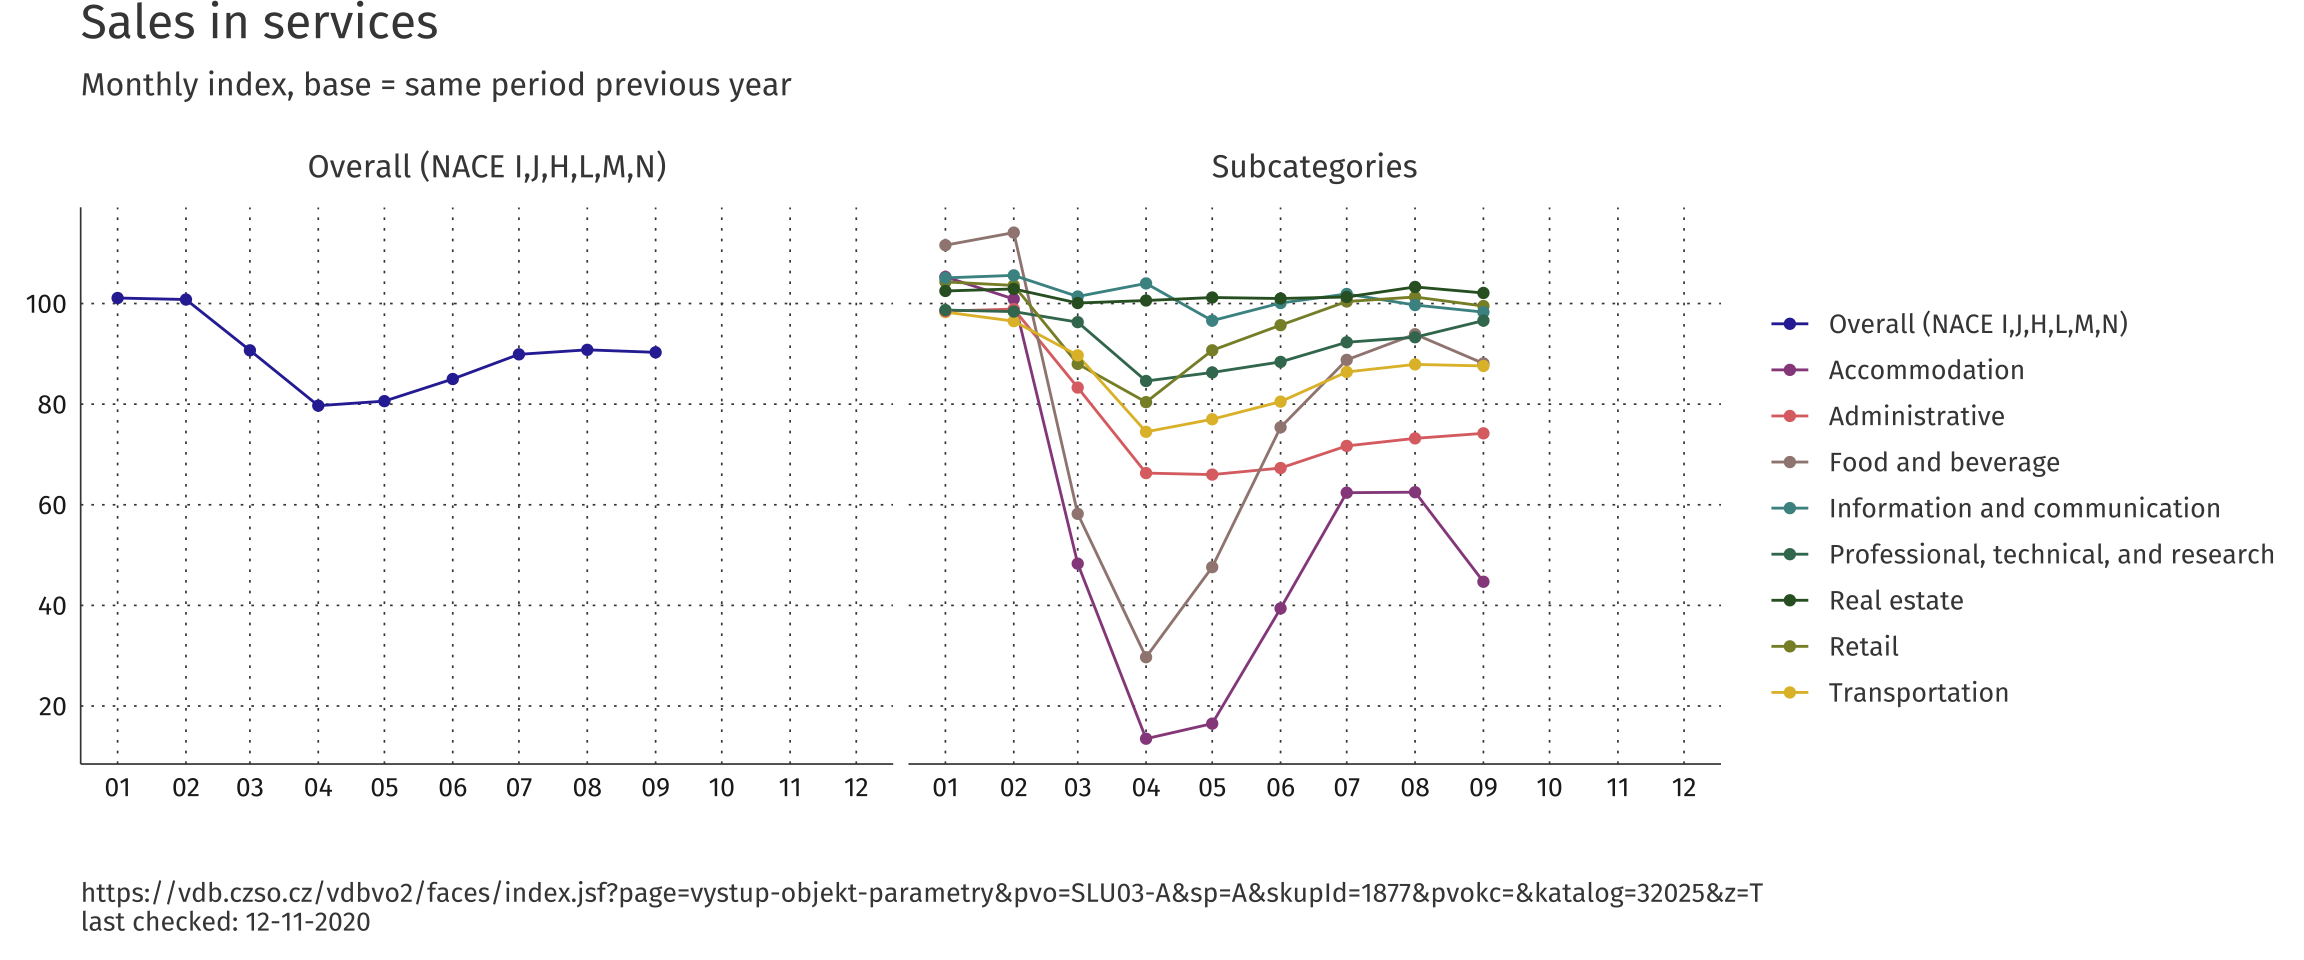 Sales in services
Monthly index, base = same period previous year
Overall (NACE I,J,H,L,M,N)
Subcategories
100
80
60
40
20
01 02 03 04 05 06 07 08 09 10 11 12
01 02 03 04 05 06 07 08 09 10 11 12
Overall (NACE I,J,H,L,M,N)
Accommodation
Administrative
Food and beverage
Information and communication
Professional, technical, and research
Real estate
Retail
Transportation
https://vdb.czso.cz/vdbvo2/faces/index.jsf?page=vystup-objekt-parametry&pvo=SLU03-A&sp=A&skupId=1877&pvokc=&katalog=32025&z=T
last checked: 12-11-2020